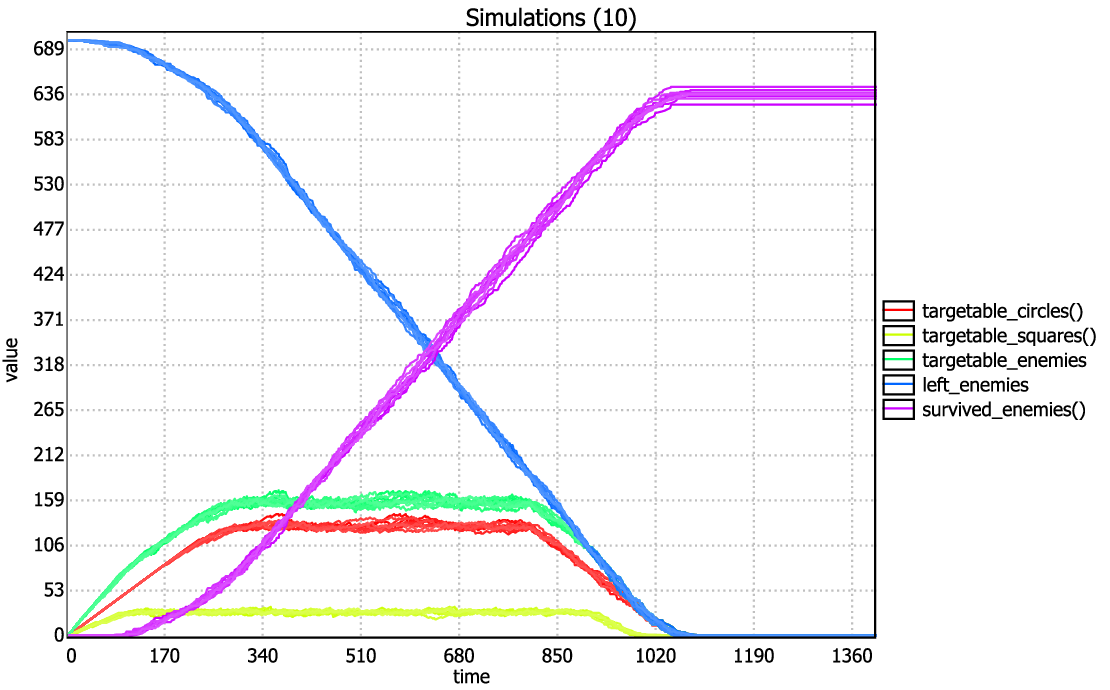 Simulations (10)
689
636
583
530
477
424
371
318
265
212
159
106
53
0
value
0 170 340 510 680 850 1020 1190 1360
time
targetable_circles()
targetable_squares()
targetable_enemies
left_enemies
survived_enemies()